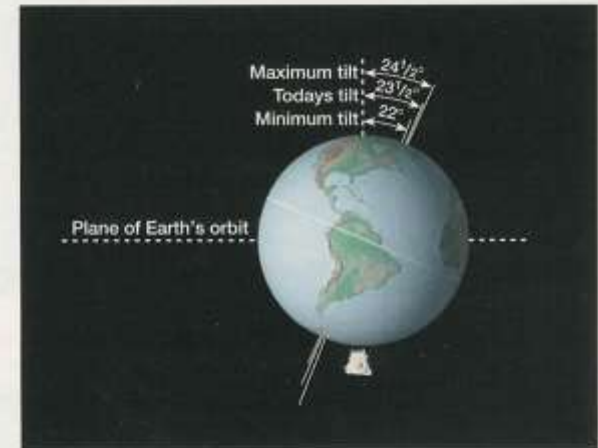 Maximum tilt 24½°
Todays tilt 23½°
Minimum tilt 22°
Plane of Earth's orbit